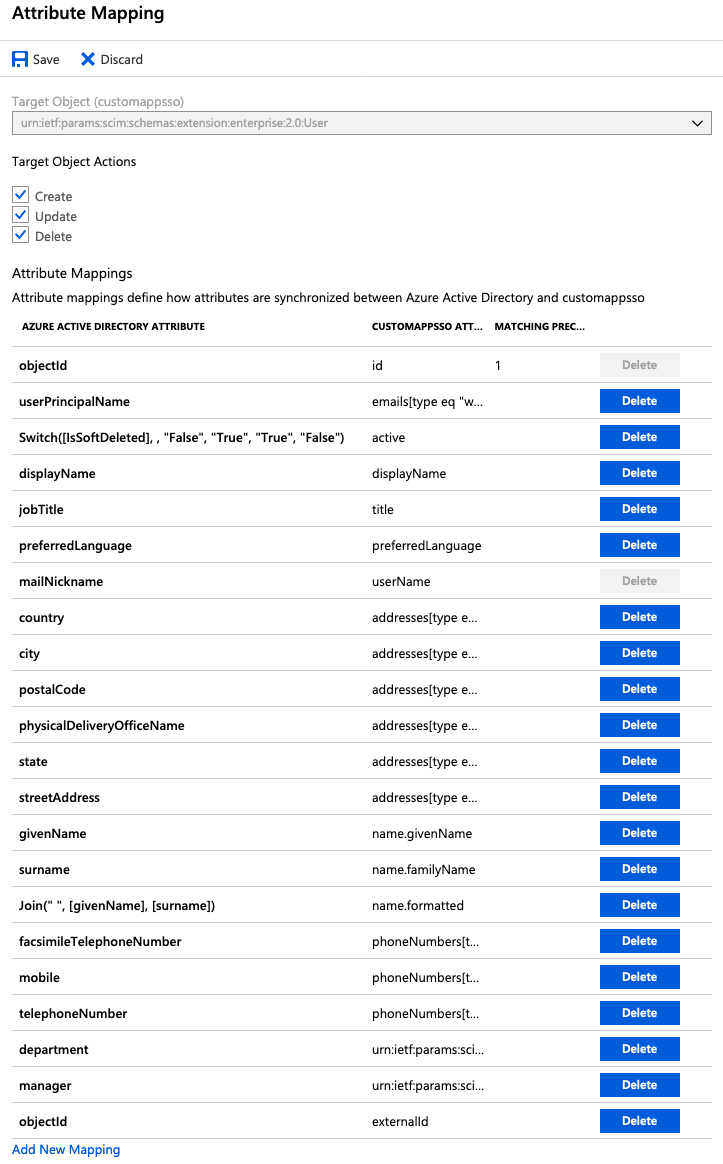 Attribute Mapping
Save Discard
Target Object (customappsso)
urn:ietf:params:scim:schemas:extension:enterprise:2.0:User
Target Object Actions
Create
Update
Delete
Attribute Mappings
Attribute mappings define how attributes are synchronized between Azure Active Directory and customappsso
AZURE ACTIVE DIRECTORY ATTRIBUTE CUSTOMAPPSSO ATT... MATCHING PREC...
objectId id 1 Delete
userPrincipalName emails[type eq "w... Delete
Switch([IsSoftDeleted], , "False", "True", "True", "False") active Delete
displayName displayName Delete
jobTitle title Delete
preferredLanguage preferredLanguage Delete
mailNickname userName Delete
country addresses[type e... Delete
city addresses[type e... Delete
postalCode addresses[type e... Delete
physicalDeliveryOfficeName addresses[type e... Delete
state addresses[type e... Delete
streetAddress addresses[type e... Delete
givenName name.givenName Delete
surname name.familyName Delete
Join(" ", [givenName], [surname]) name.formatted Delete
facsimileTelephoneNumber phoneNumbers[t... Delete
mobile phoneNumbers[t... Delete
telephoneNumber phoneNumbers[t... Delete
department urn:ietf:params:sci... Delete
manager urn:ietf:params:sci... Delete
objectId externalId Delete
Add New Mapping